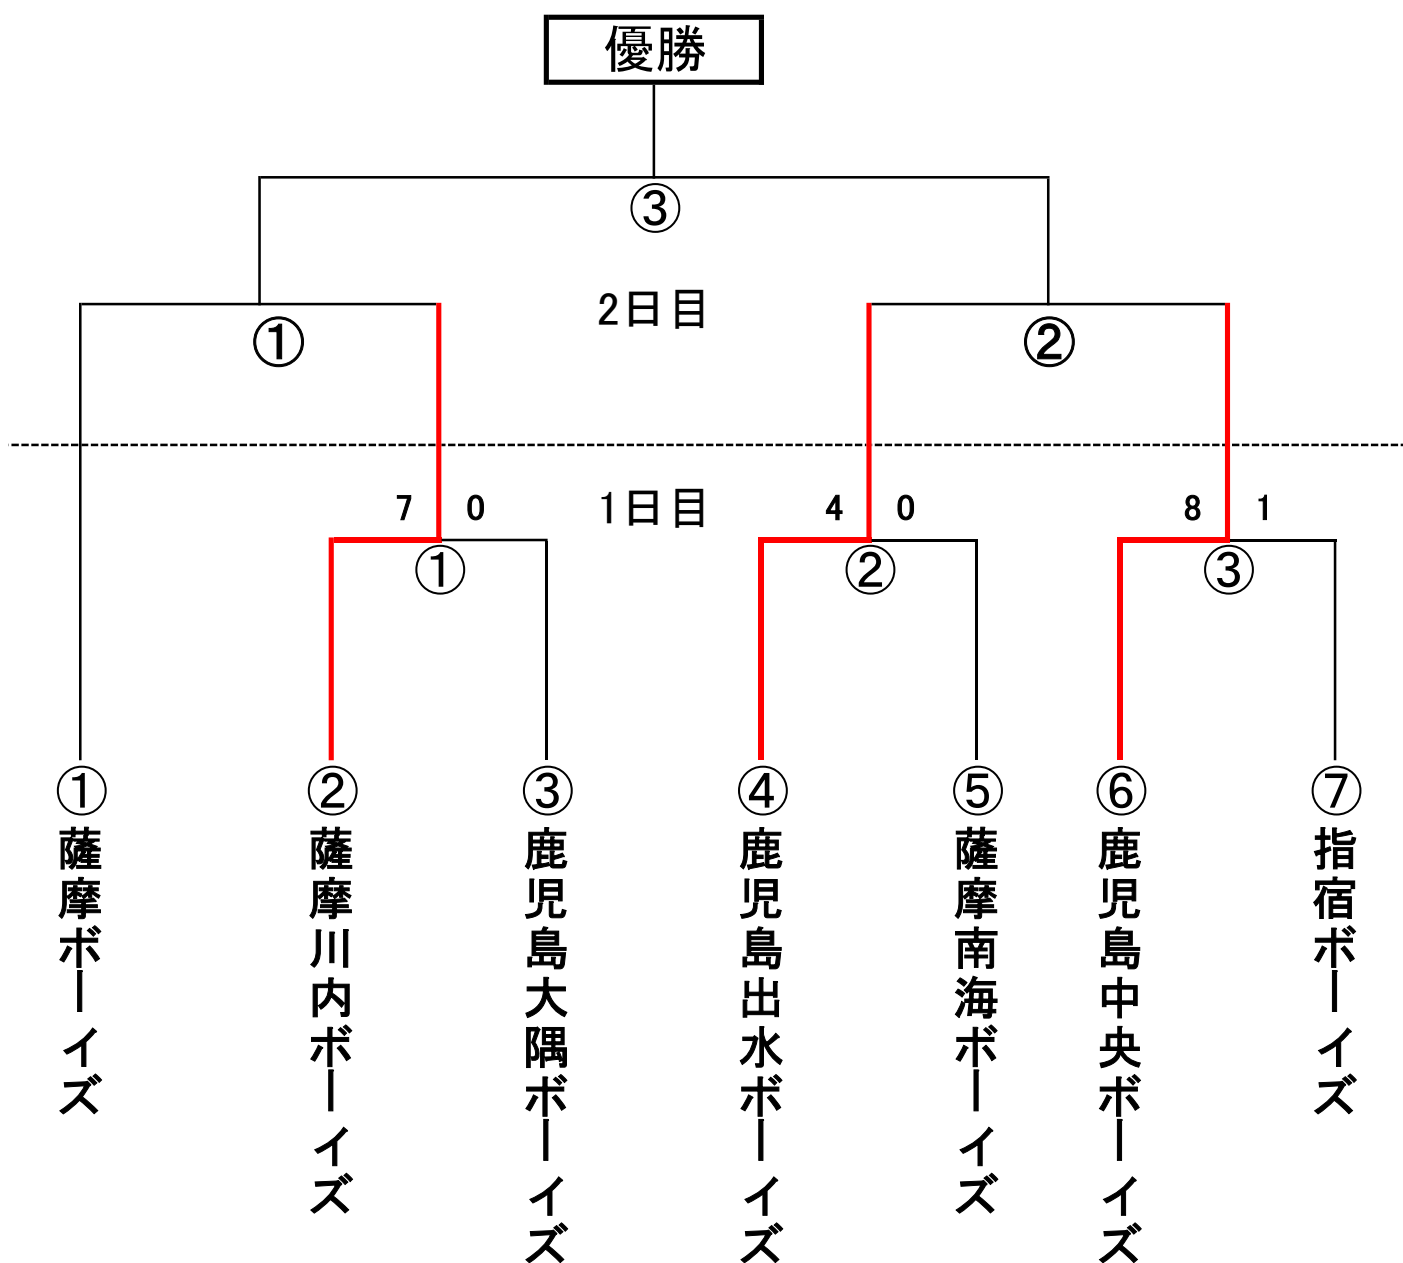 優勝
③
2日目
①
②
1日目
7 0
4 0
8 1
①
②
③
①薩摩ボーイズ
②薩摩川内ボーイズ
③鹿児島大隅ボーイズ
④鹿児島出水ボーイズ
⑤薩摩南海ボーイズ
⑥鹿児島中央ボーイズ
⑦指宿ボーイズ